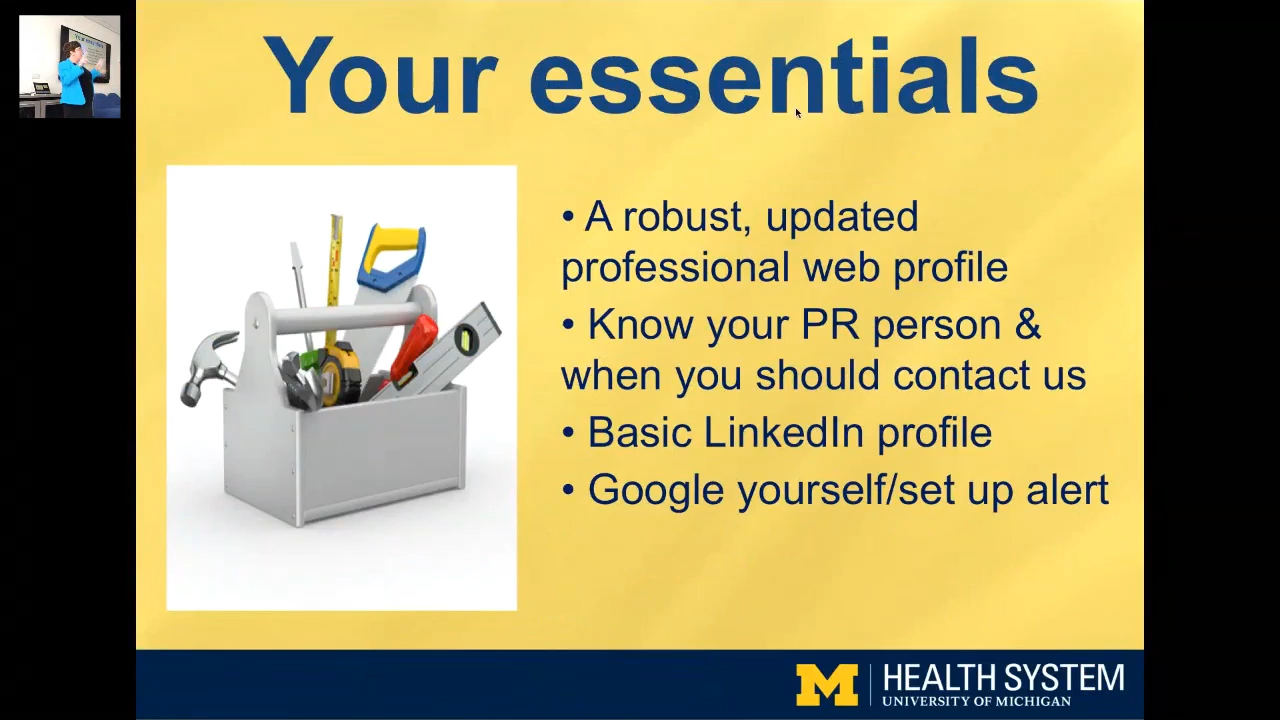 Your essentials
• A robust, updated
professional web profile
• Know your PR person &
when you should contact us
• Basic LinkedIn profile
• Google yourself/set up alert
M
HEALTH SYSTEM
UNIVERSITY OF MICHIGAN